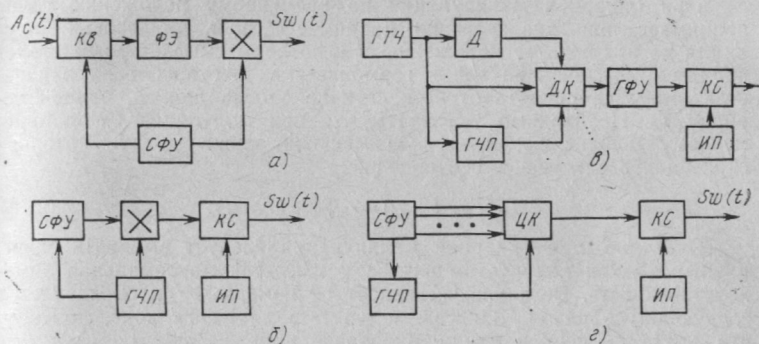 Aс(t)
КВ
ФЭ
Sw(t)
СФУ
а)
ГТЧ
Д
ДК
ГФУ
КС
ГЧП
ИП
в)
СФУ
КС
Sw(t)
ГЧП
ИП
б)
СФУ
ЦК
КС
Sw(t)
ГЧП
ИП
г)